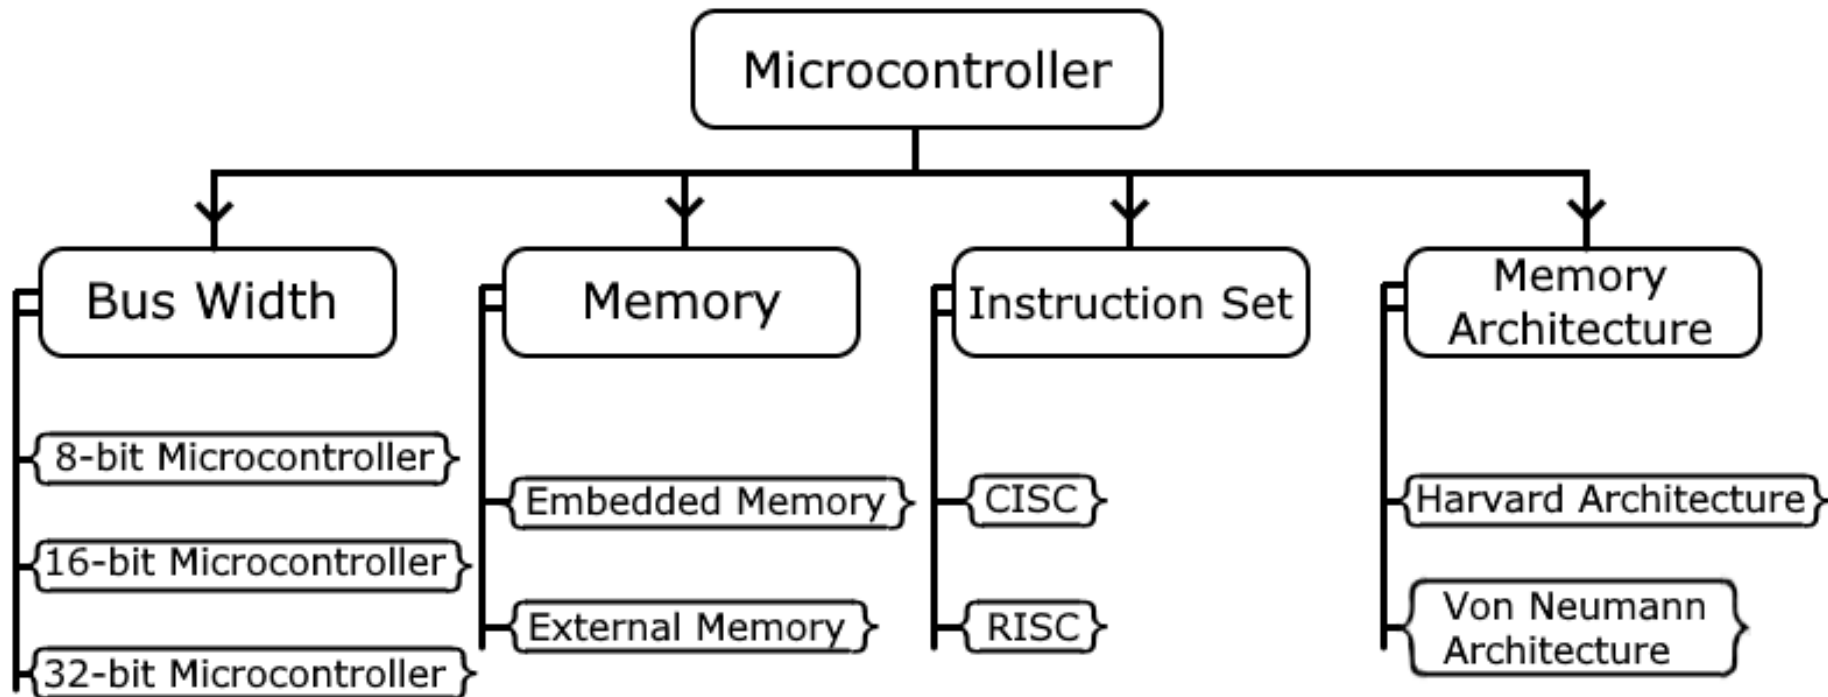 Microcontroller
Bus Width
8-bit Microcontroller
16-bit Microcontroller
32-bit Microcontroller
Memory
Embedded Memory
External Memory
Instruction Set
CISC
RISC
Memory
Architecture
Harvard Architecture
Von Neumann
Architecture